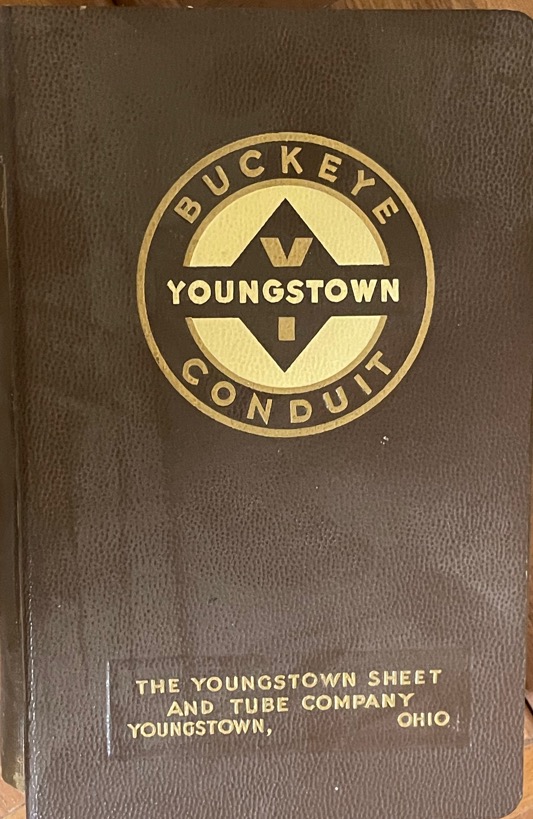 BUCKEYE
Y
YOUNGSTOWN
CONDUIT
THE YOUNGSTOWN SHEET
AND TUBE COMPANY
YOUNGSTOWN, OHIO